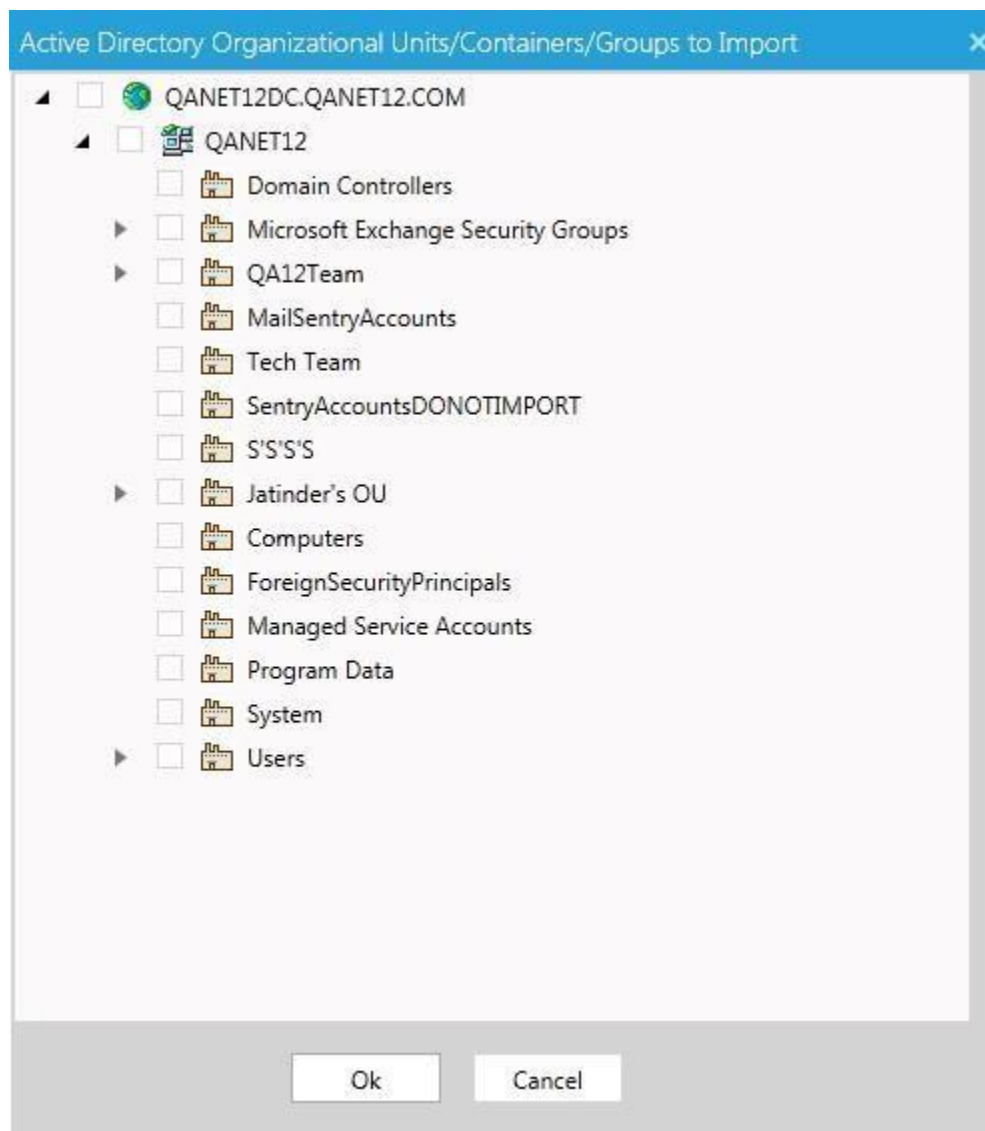 Active Directory Organizational Units/Containers/Groups to Import
QANET12DC.QANET12.COM
QANET12
Domain Controllers
Microsoft Exchange Security Groups
QA12Team
MailSentryAccounts
Tech Team
SentryAccountsDONOTIMPORT
S'S'S'S
Jatinder's OU
Computers
ForeignSecurityPrincipals
Managed Service Accounts
Program Data
System
Users
Ok Cancel